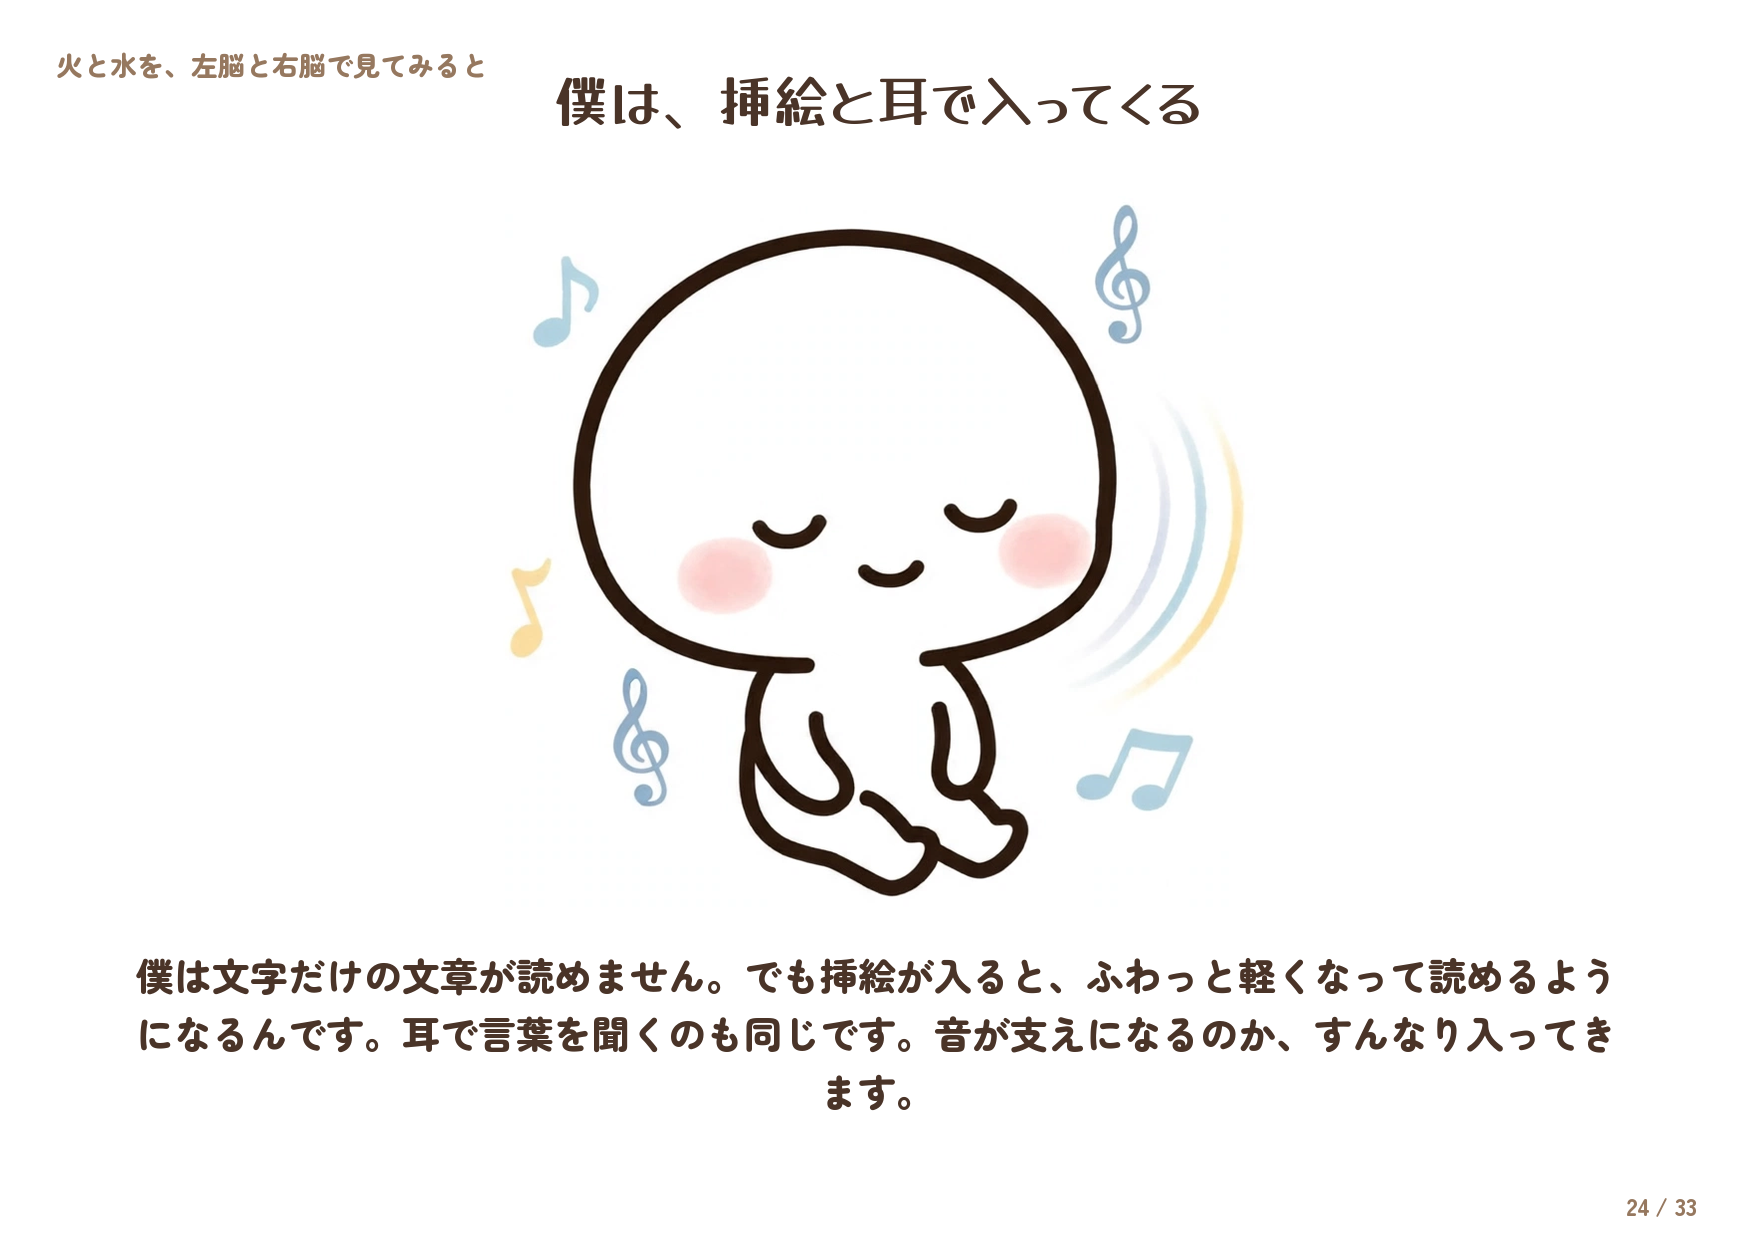 火と水を、左脳と右脳で見てみると
僕は、挿絵と耳で入ってくる
僕は文字だけの文章が読めません。でも挿絵が入ると、ふわっと軽くなって読めるよう
になるんです。耳で言葉を聞くのも同じです。音が支えになるのか、すんなり入ってき
ます。
24 / 33